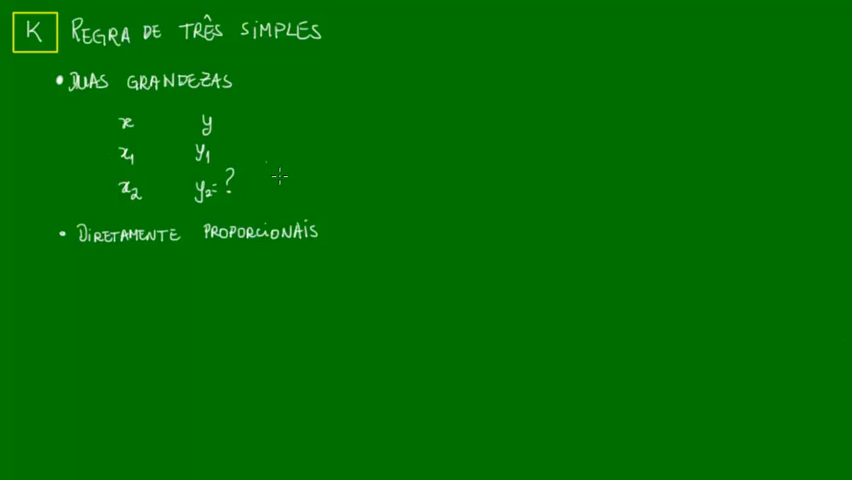 K REGRA DE TRÊS SIMPLES
• DUAS GRANDEZAS
x y
x₁ y₁
x₂ y₂=?
• DIRETAMENTE PROPORCIONAIS